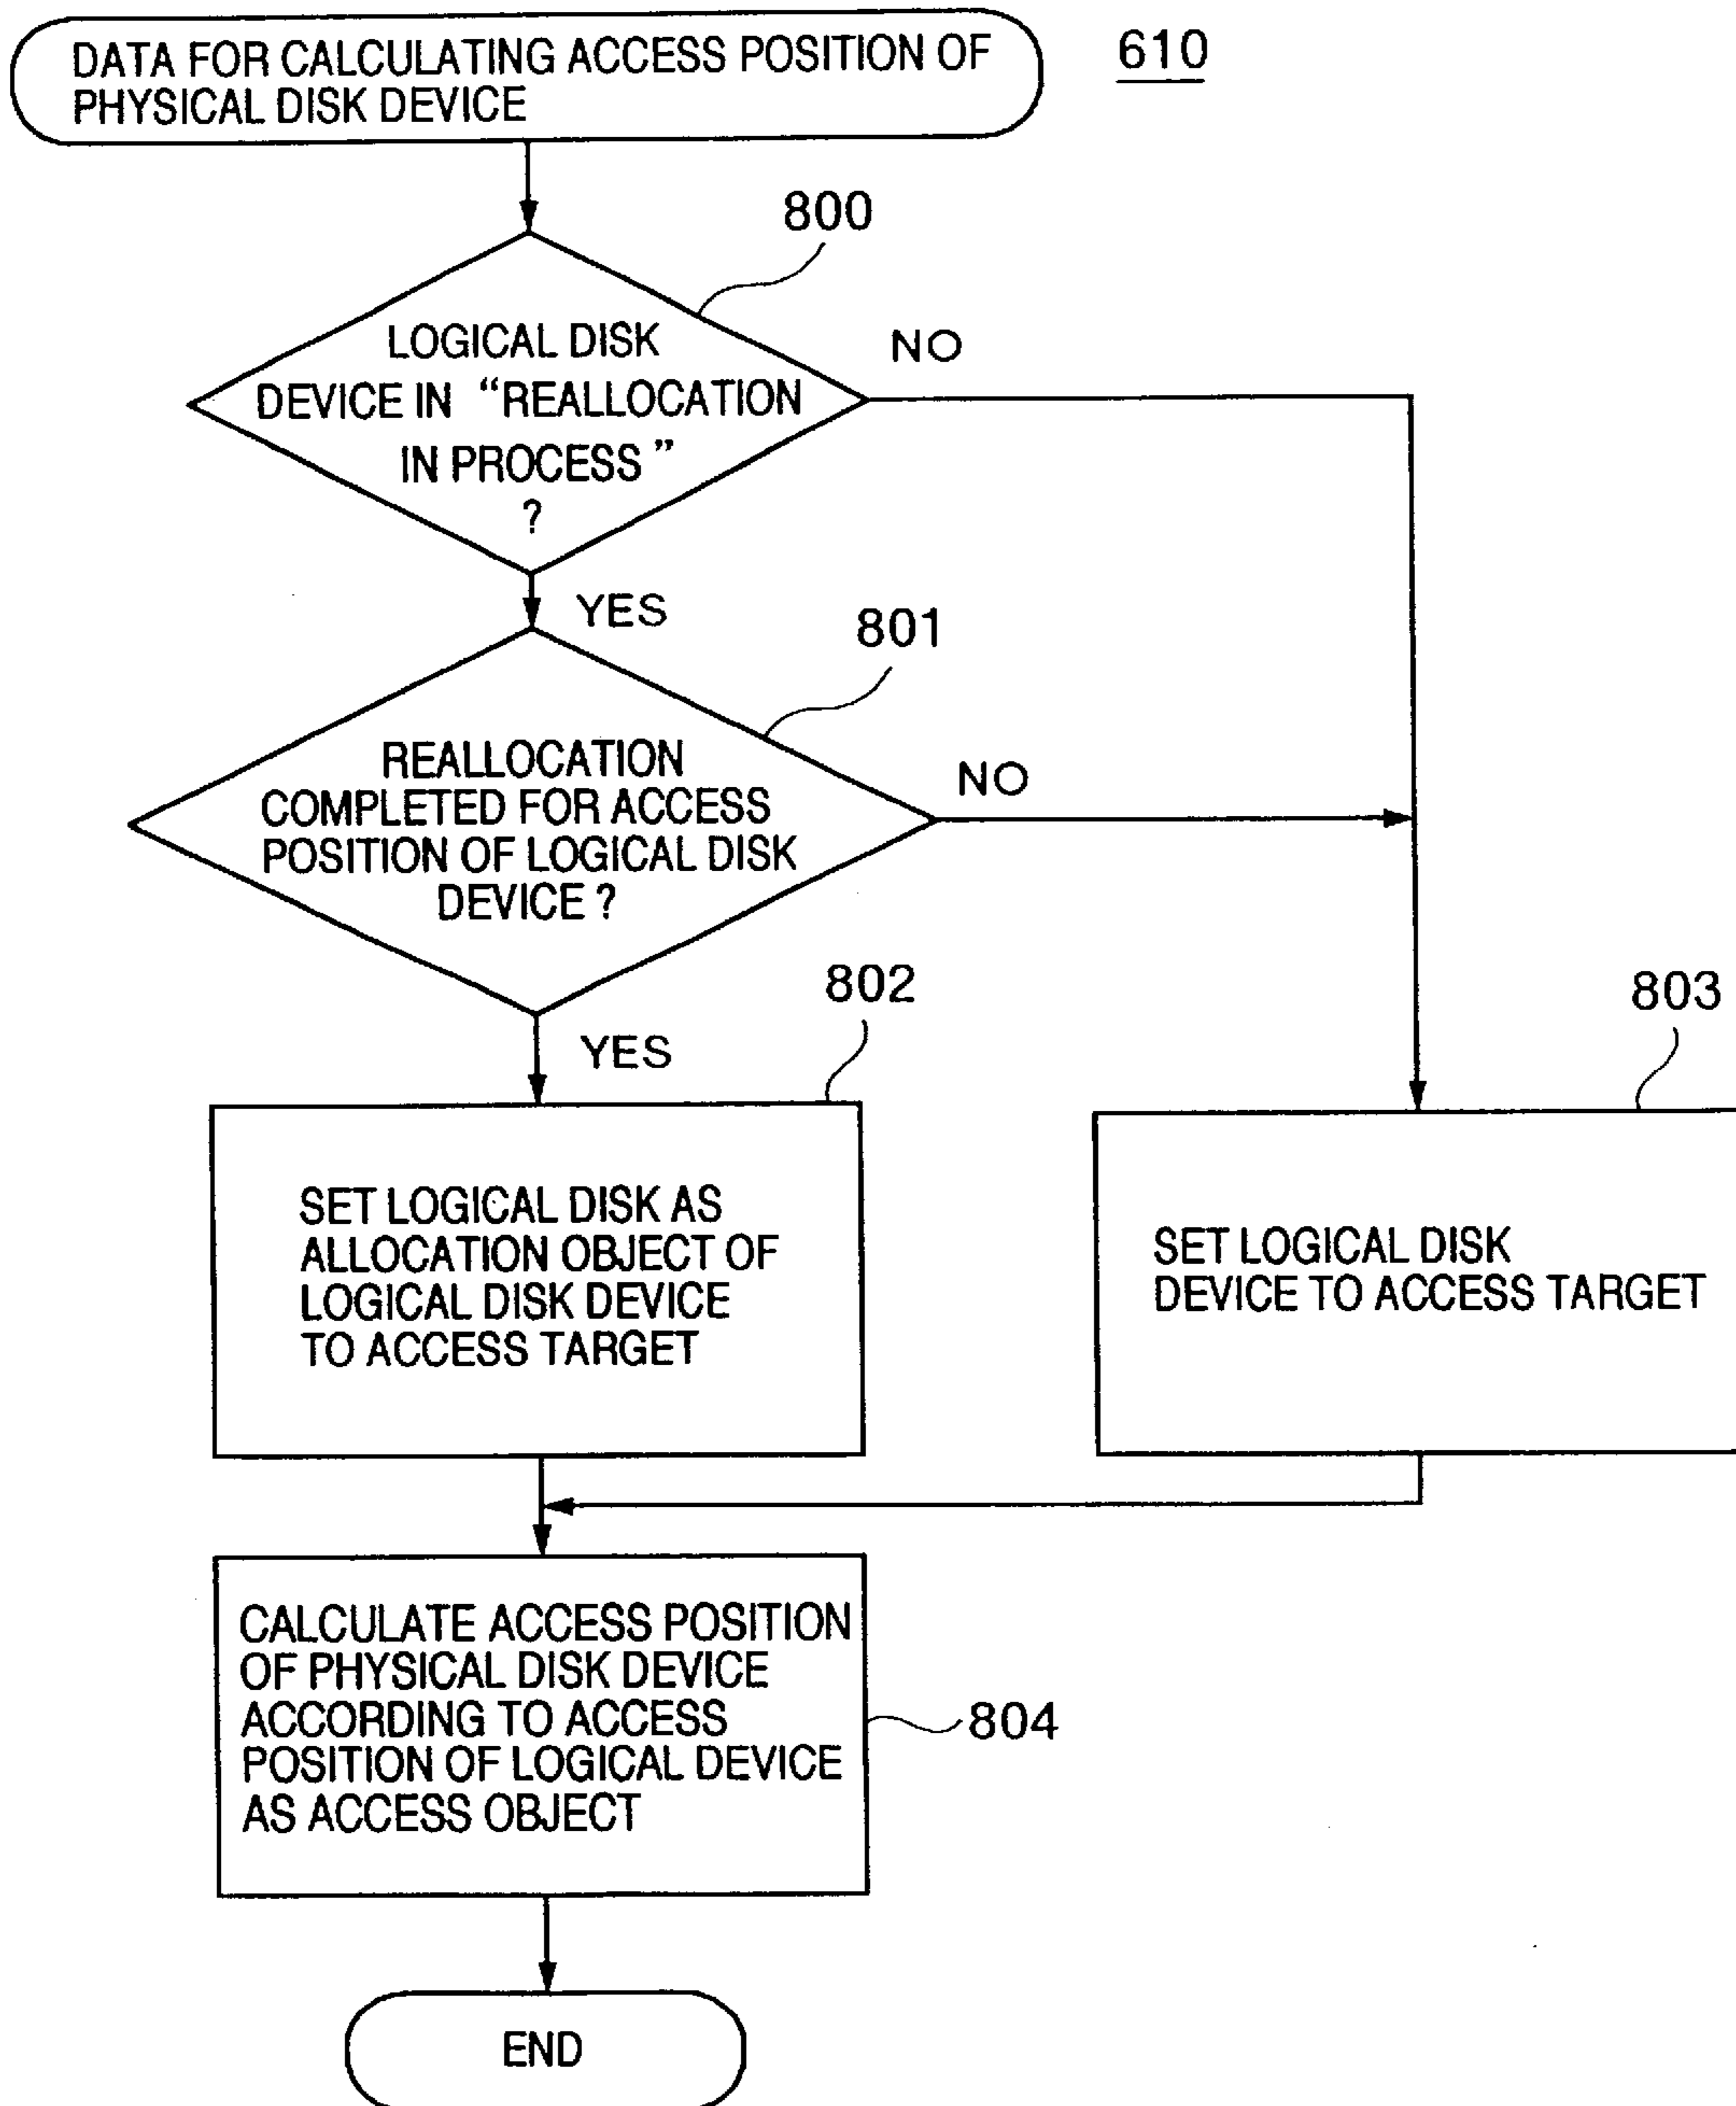 DATA FOR CALCULATING ACCESS POSITION OF
PHYSICAL DISK DEVICE
610
800
LOGICAL DISK
DEVICE IN “REALLOCATION
IN PROCESS”
?
NO
YES
801
REALLOCATION
COMPLETED FOR ACCESS
POSITION OF LOGICAL DISK
DEVICE ?
NO
YES
802
SET LOGICAL DISK AS
ALLOCATION OBJECT OF
LOGICAL DISK DEVICE
TO ACCESS TARGET
803
SET LOGICAL DISK
DEVICE TO ACCESS TARGET
CALCULATE ACCESS POSITION
OF PHYSICAL DISK DEVICE
ACCORDING TO ACCESS
POSITION OF LOGICAL DEVICE
AS ACCESS OBJECT
804
END